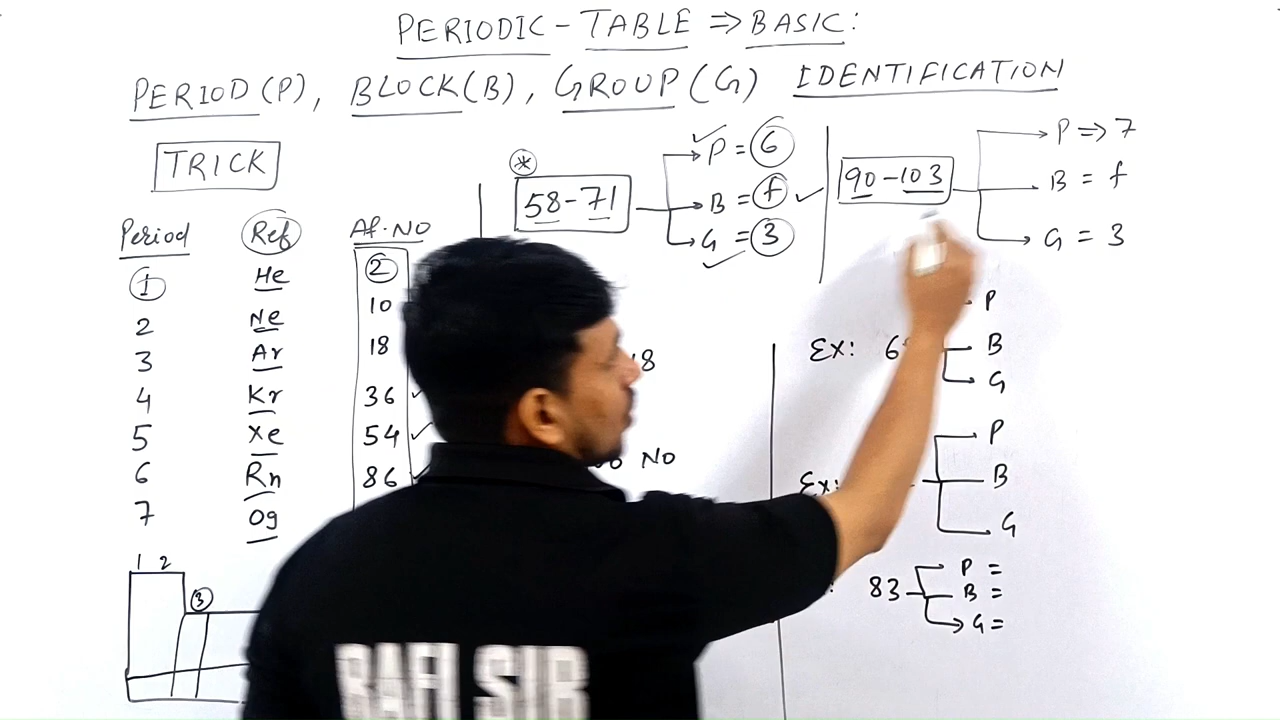 PERIODIC-TABLE ⇒ BASIC:
PERIOD(P), BLOCK(B), GROUP(G) IDENTIFICATION
TRICK
Period Ref At.NO
1 He 2
2 Ne 10
3 Ar 18
4 Kr 36 ✓
5 Xe 54 ✓
6 Rn 86 ✓
7 Og
1 2
3
*
58-71
✓ P = 6
B = f ✓
G = 3
✓
90-103
P ⇒ 7
B = f
G = 3
18
NO
P
Ex: 6 B
G
P
Ex: B
G
83 P =
B =
G =
RAFI SIR